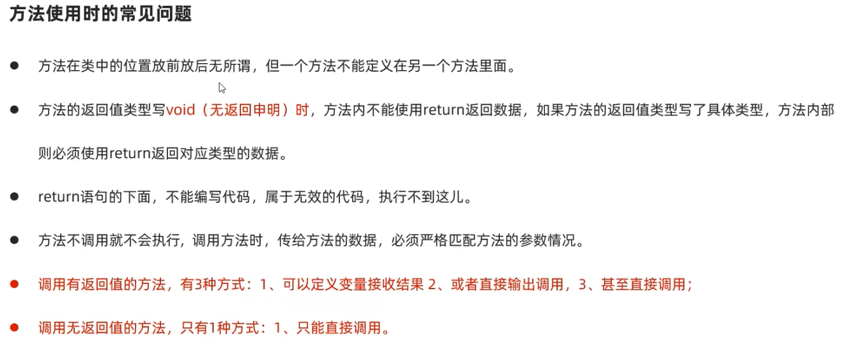 方法使用时的常见问题
● 方法在类中的位置放前放后无所谓，但一个方法不能定义在另一个方法里面。
● 方法的返回值类型写void（无返回申明）时，方法内不能使用return返回数据，如果方法的返回值类型写了具体类型，方法内部
则必须使用return返回对应类型的数据。
● return语句的下面，不能编写代码，属于无效的代码，执行不到这儿。
● 方法不调用就不会执行, 调用方法时，传给方法的数据，必须严格匹配方法的参数情况。
● 调用有返回值的方法，有3种方式：1、可以定义变量接收结果 2、或者直接输出调用，3、甚至直接调用；
● 调用无返回值的方法，只有1种方式：1、只能直接调用。